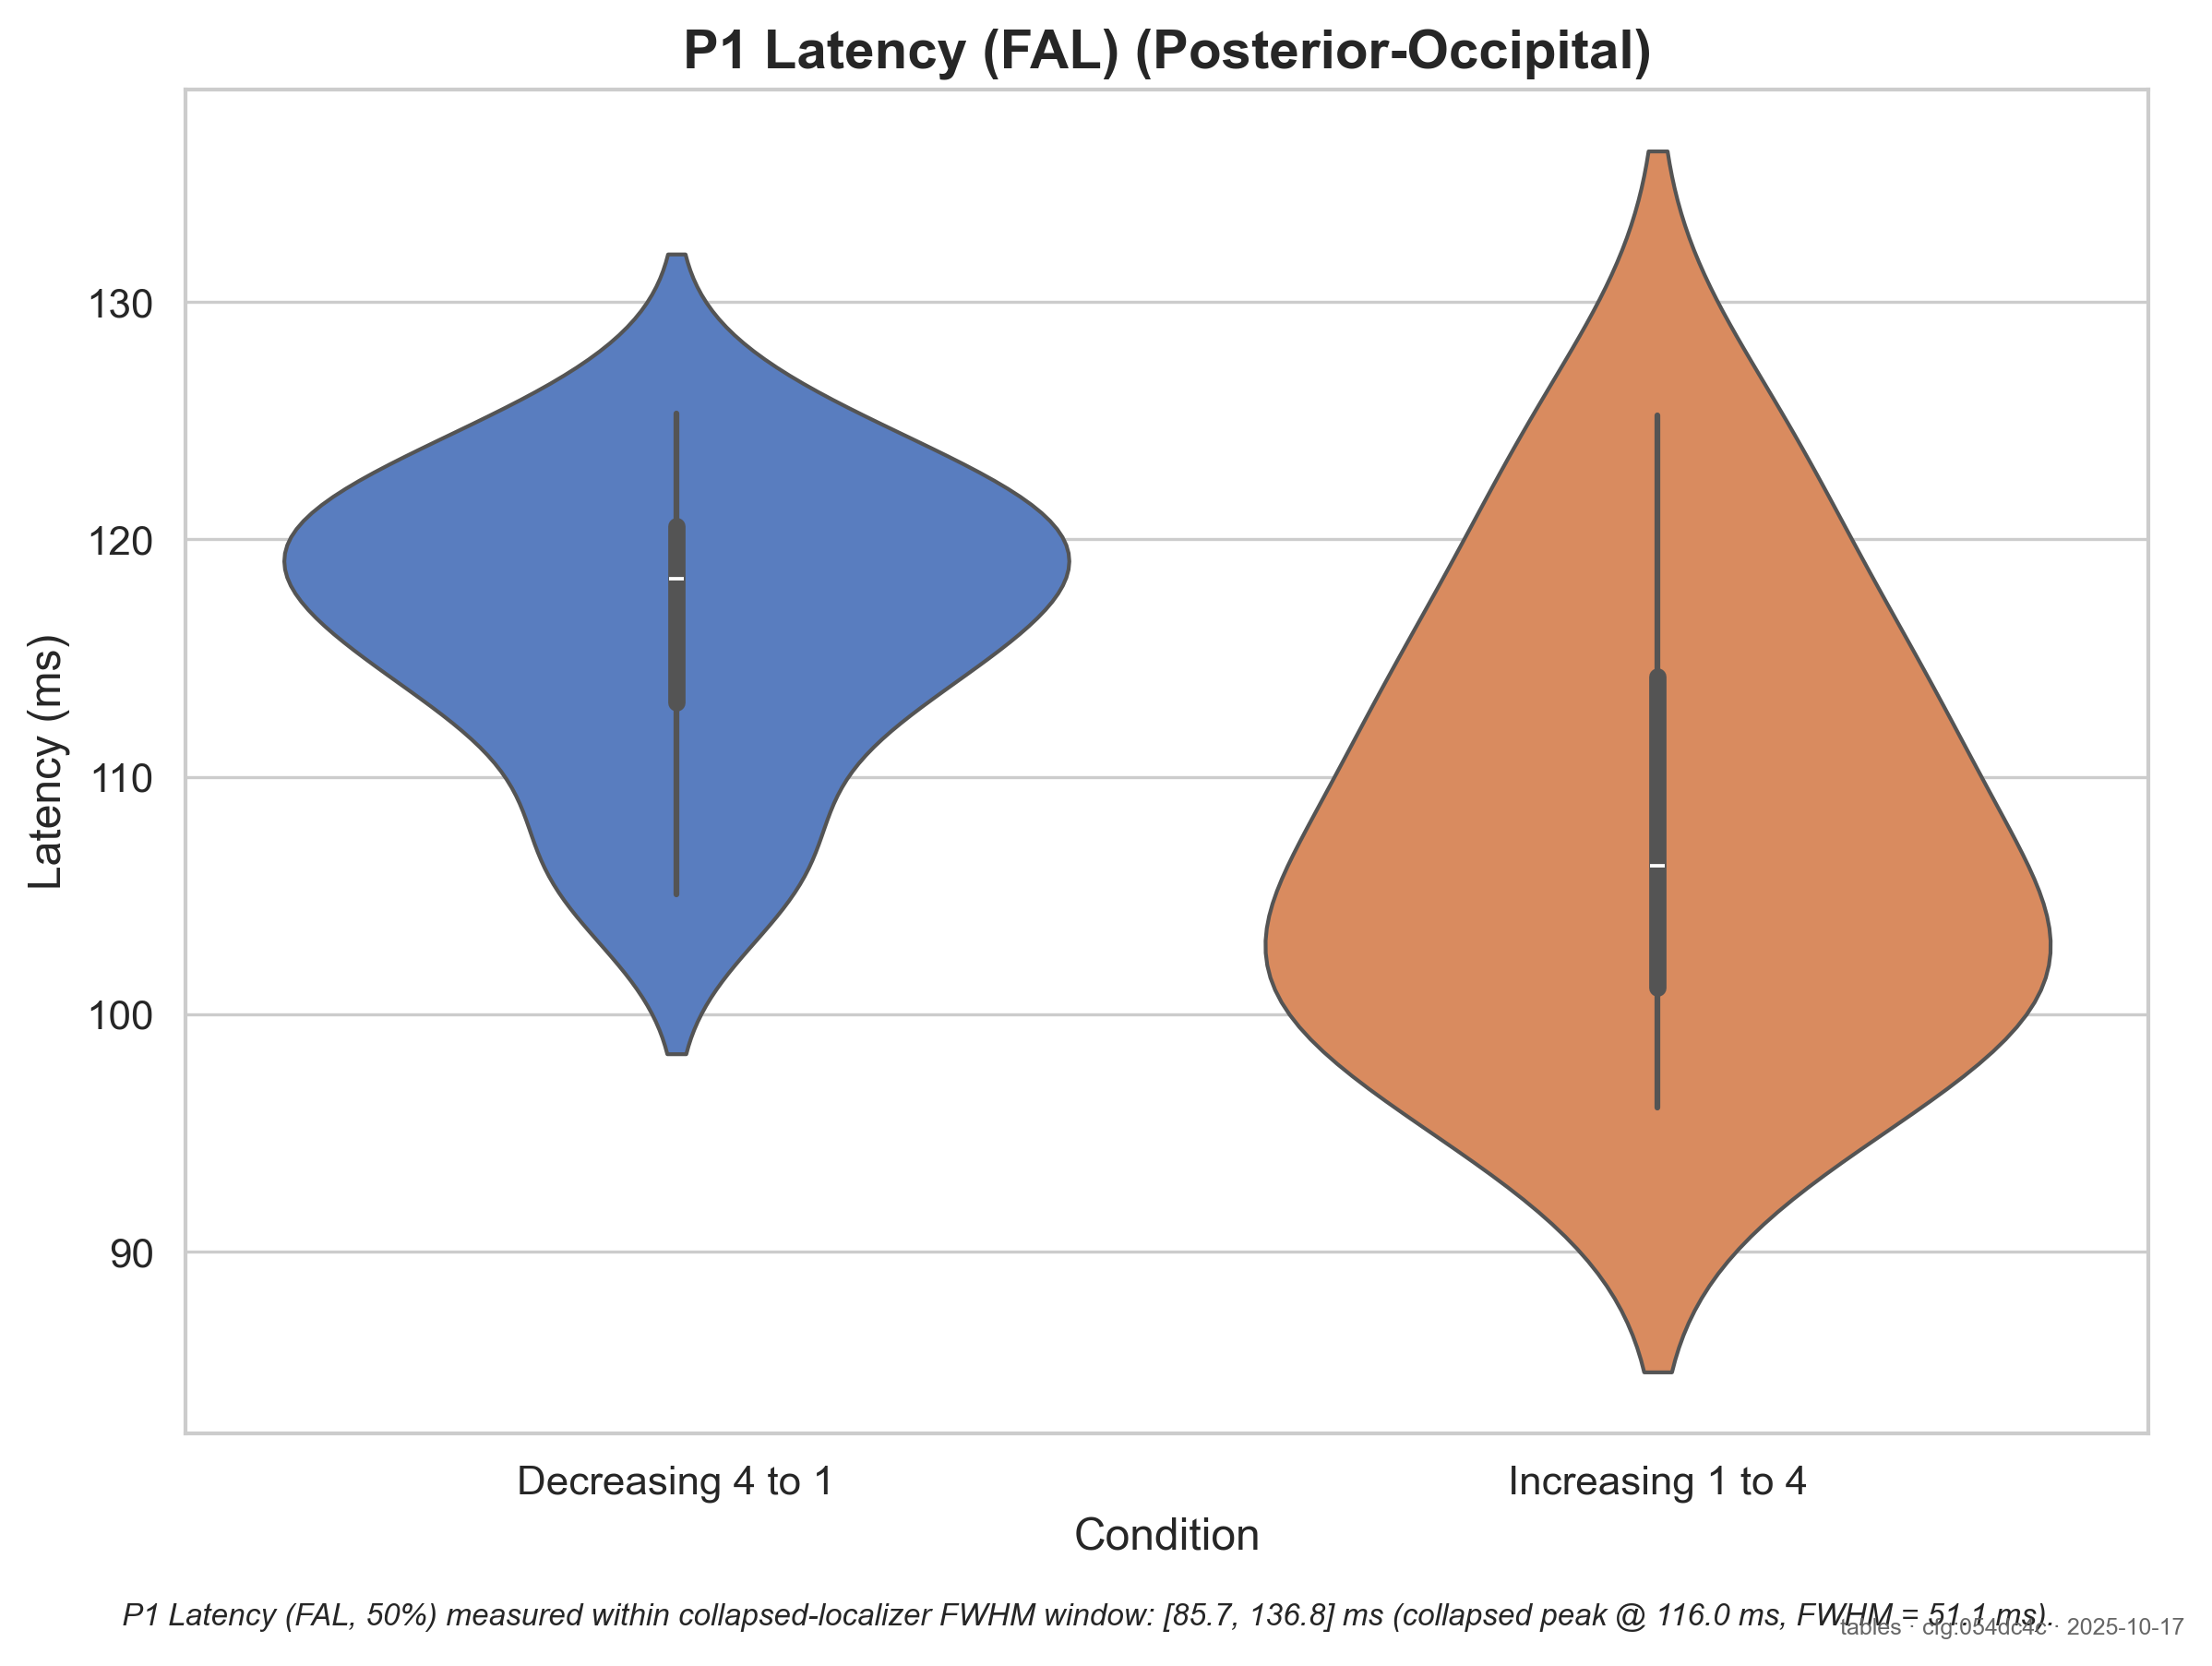 P1 Latency (FAL) (Posterior-Occipital)
Latency (ms)
130
120
110
100
90
Decreasing 4 to 1
Increasing 1 to 4
Condition
P1 Latency (FAL, 50%) measured within collapsed-localizer FWHM window: [85.7, 136.8] ms (collapsed peak @ 116.0 ms, FWHM = 51.1 ms).
tables · cfg:054dc4c · 2025-10-17